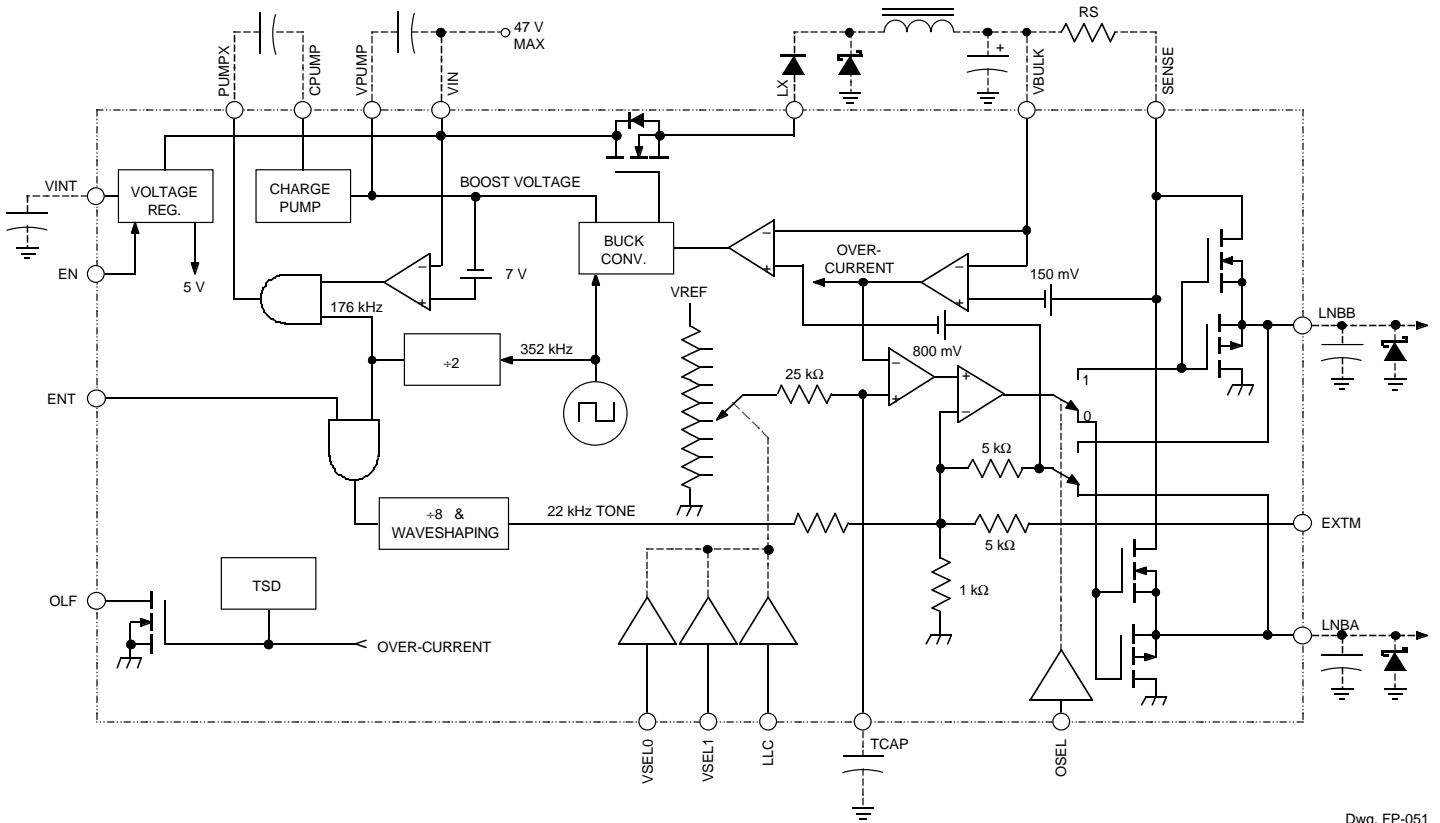 RS
47 V
MAX
PUMPX
CPUMP
VPUMP
VIN
LX
VBULK
SENSE
+
VINT
VOLTAGE
REG.
CHARGE
PUMP
BOOST VOLTAGE
BUCK
CONV.
−
+
OVER-
CURRENT
−
+
150 mV
EN
5 V
−
+
7 V
176 kHz
VREF
LNBB
800 mV
÷2
352 kHz
25 kΩ
−
+
+
−
1
0
ENT
5 kΩ
÷8 &
WAVESHAPING
22 kHz TONE
5 kΩ
EXTM
TSD
1 kΩ
OLF
OVER-CURRENT
LNBA
VSEL0
VSEL1
LLC
TCAP
OSEL
Dwg. FP-051